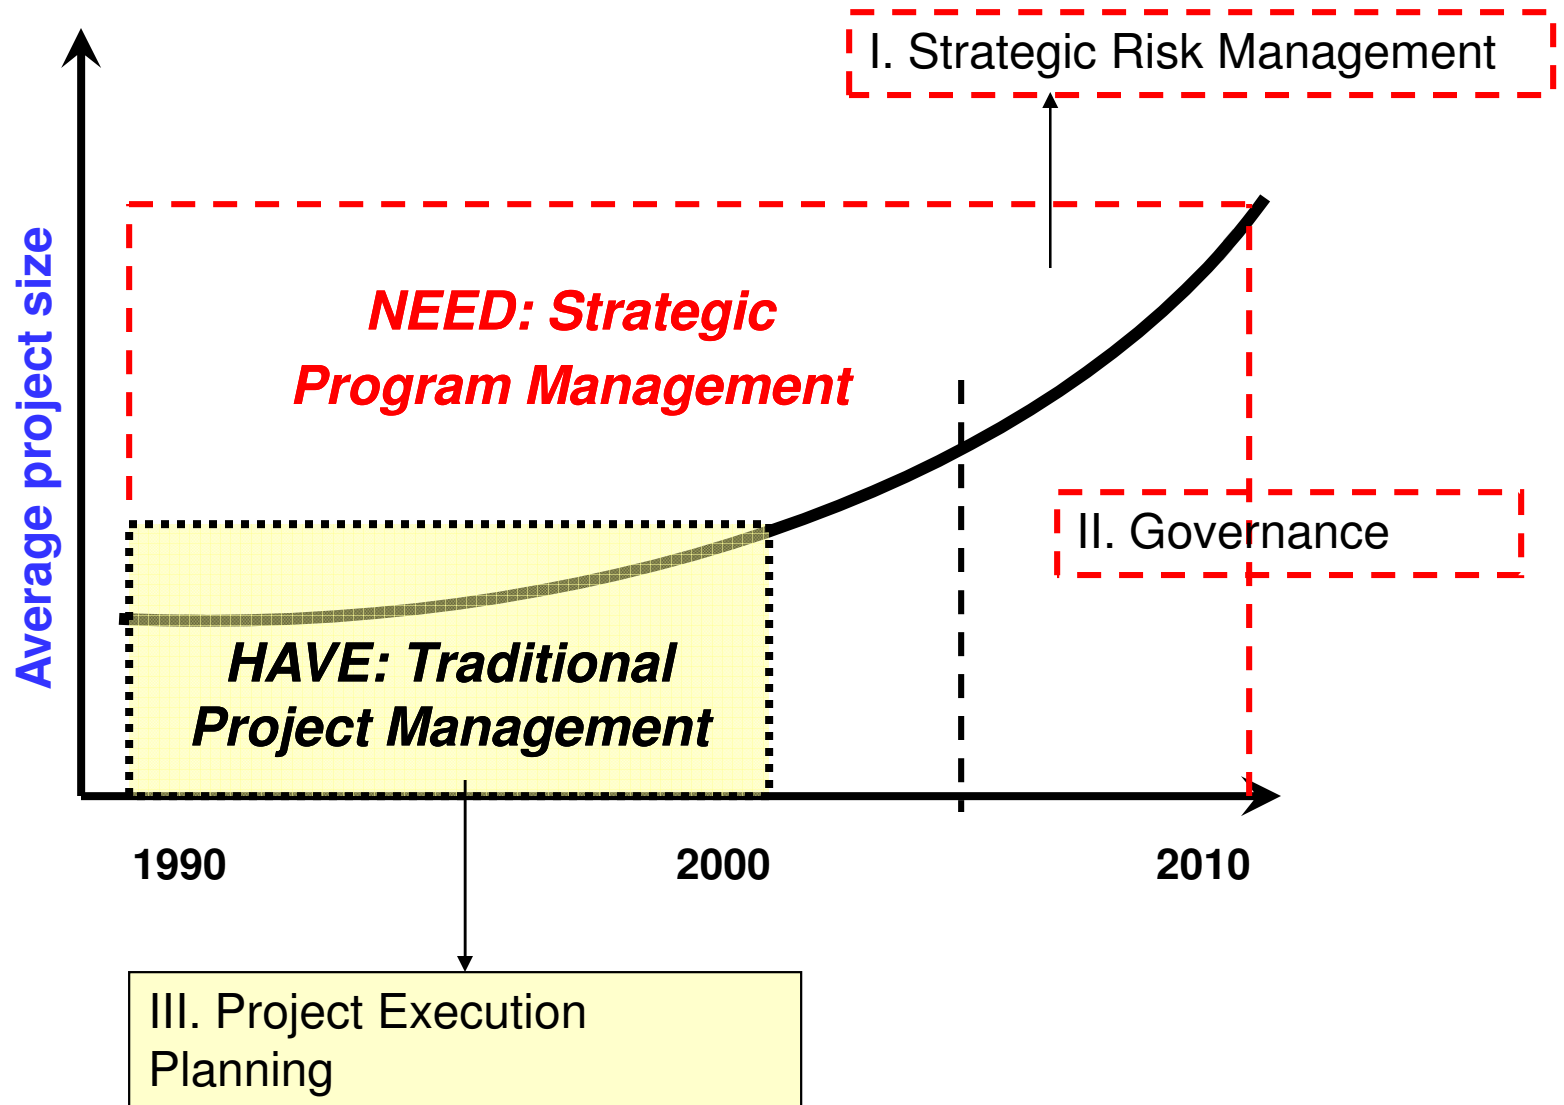 I. Strategic Risk Management
Average project size
NEED: Strategic
Program Management
II. Governance
HAVE: Traditional
Project Management
1990
2000
2010
III. Project Execution
Planning